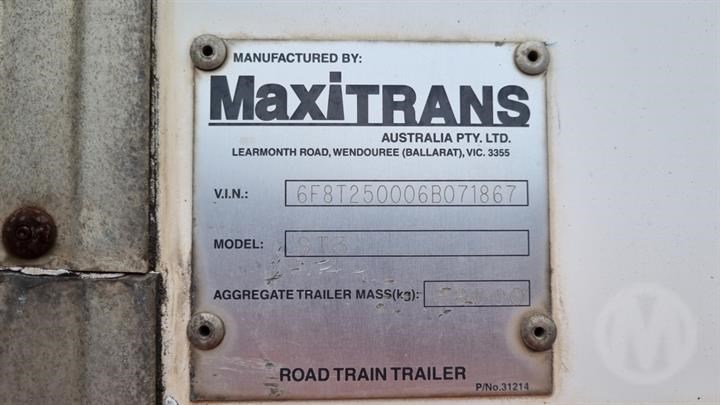 MANUFACTURED BY:
MaxiTRANS
AUSTRALIA PTY. LTD.
LEARMONTH ROAD, WENDOUREE (BALLARAT), VIC. 3355
V.I.N.: 6F8T250006B071867
MODEL: ST3
AGGREGATE TRAILER MASS(kg):
ROAD TRAIN TRAILER
P/No.31214
M